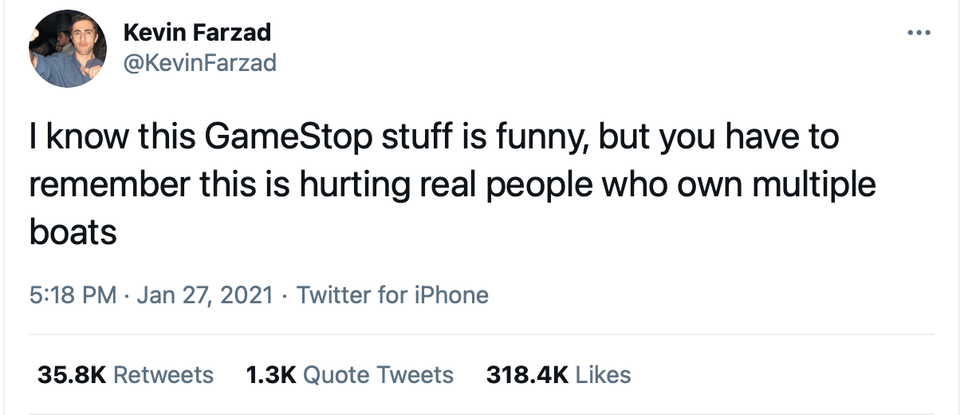 Kevin Farzad
@KevinFarzad
I know this GameStop stuff is funny, but you have to
remember this is hurting real people who own multiple
boats
5:18 PM · Jan 27, 2021 · Twitter for iPhone
35.8K Retweets 1.3K Quote Tweets 318.4K Likes